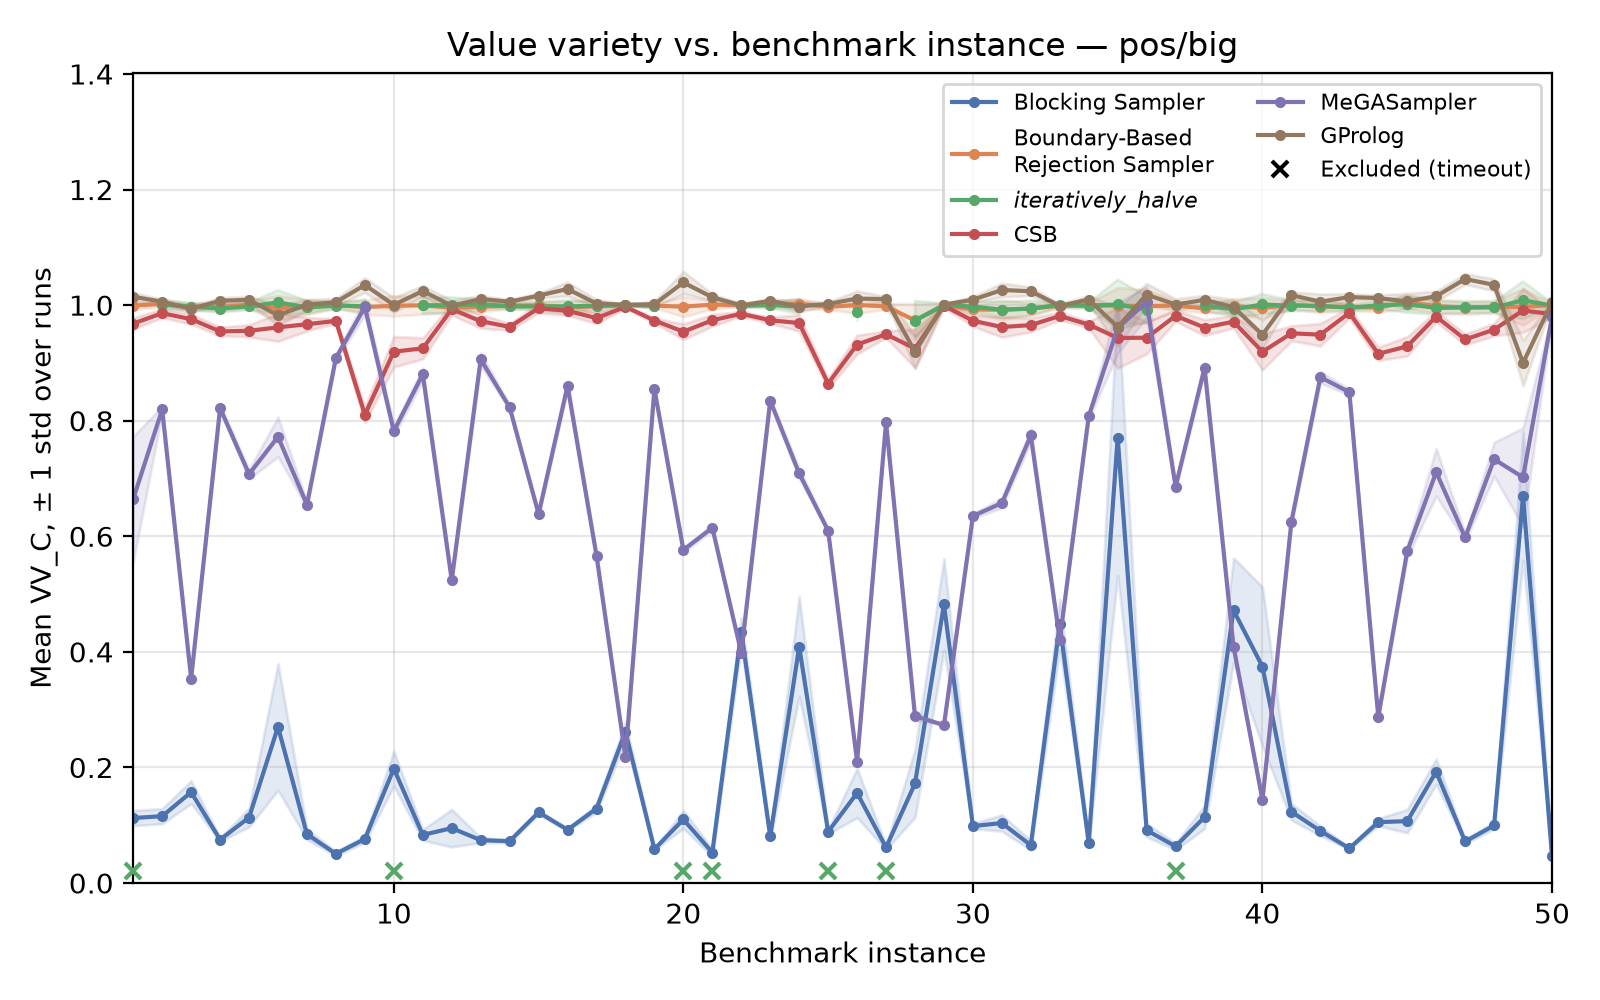 Value variety vs. benchmark instance — pos/big
Mean VV_C, ± 1 std over runs
1.4
1.2
1.0
0.8
0.6
0.4
0.2
0.0
Blocking Sampler
Boundary-Based
Rejection Sampler
iteratively_halve
CSB
MeGASampler
GProlog
Excluded (timeout)
10
20
30
40
50
Benchmark instance